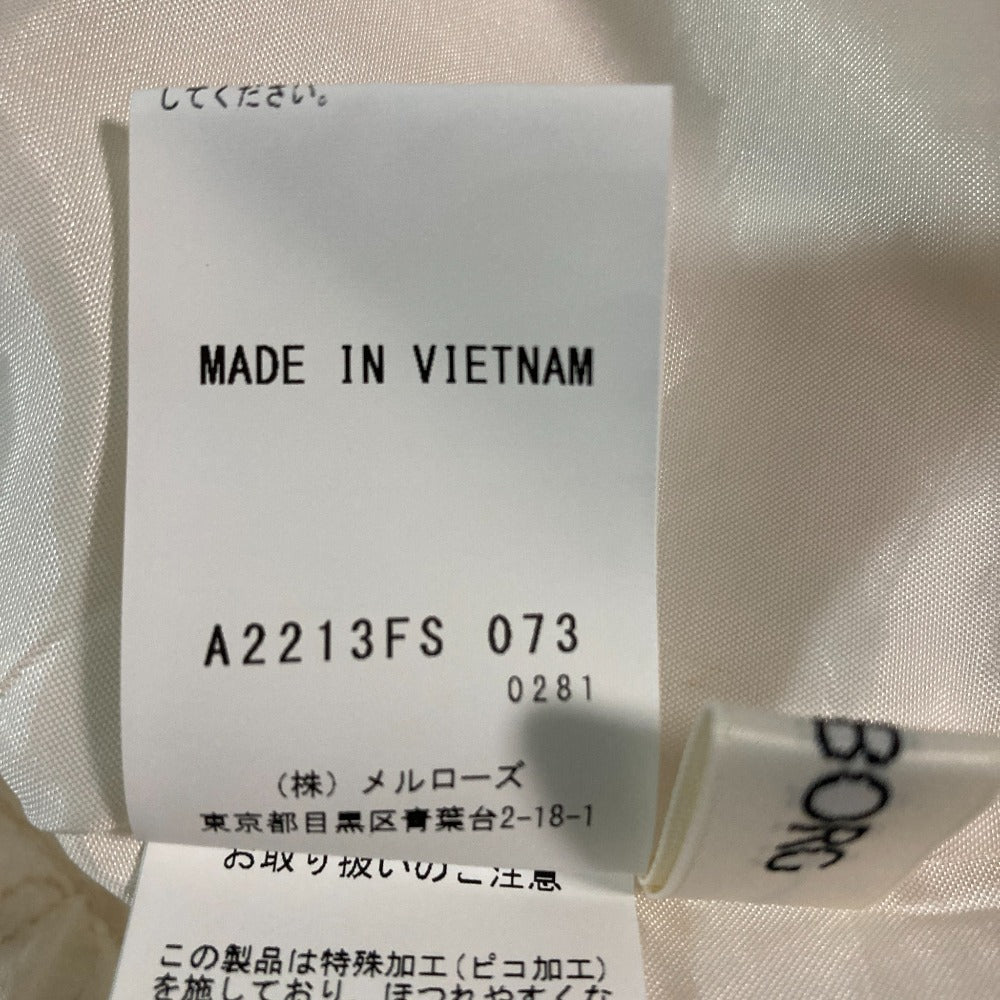 してください。
MADE IN VIETNAM
A2213FS 073
0281
(株) メルローズ
東京都目黒区青葉台2-18-1
お取り扱いのご注意
この製品は特殊加工(ピコ加工)
を施しており、ほつれやすくな
BORG